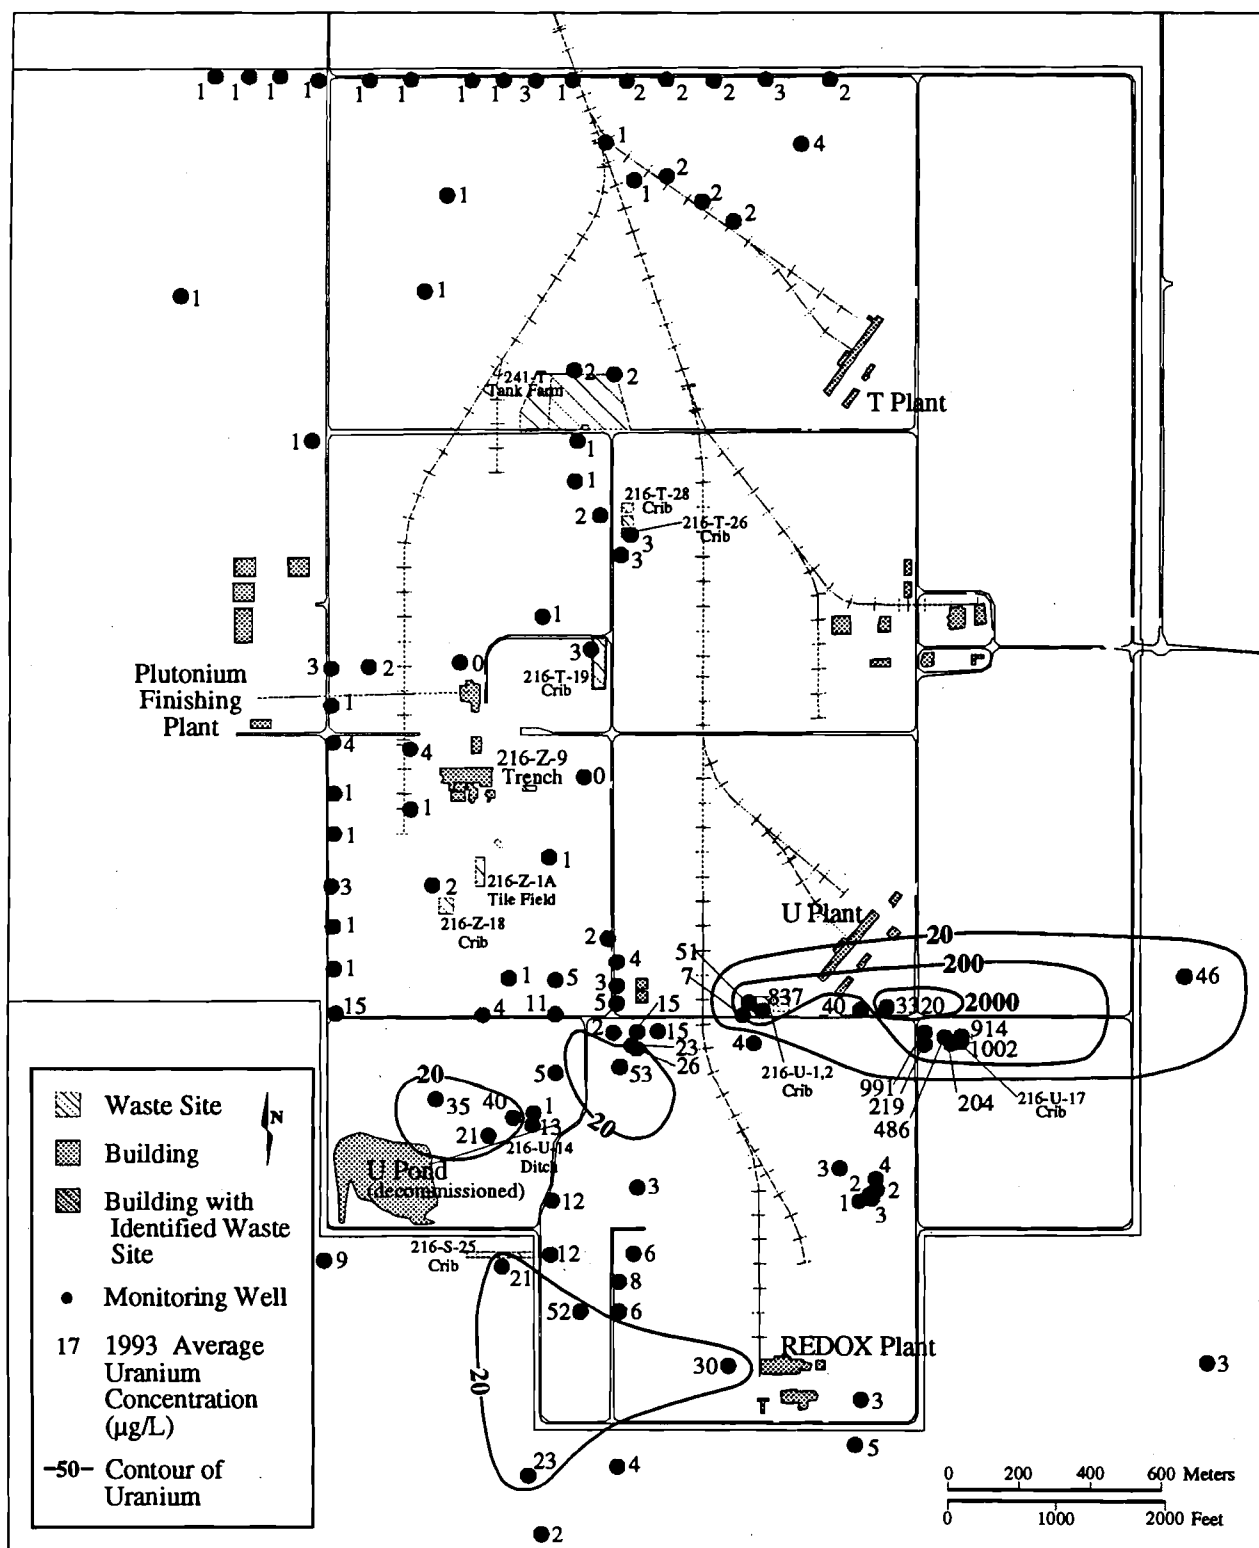 1 1 1 1 1 1 1 1 3 1 2 2 2 3 2
1 4
1 2
1 2
2
1
1
1
241-T 2 2
Tank Farm
T Plant
1 1
1
216-T-28
Crib
2 216-T-26
3 Crib
3
1
3 2 0 3
216-T-19
Crib
Plutonium
Finishing
Plant
1
4 4
216-Z-9
Trench 0
1 1
1
1
3 2 216-Z-1A
Tile Field
216-Z-18
Crib
U Plant
1 2 20
51 4 200
1 1 5 3 7 46
15 4 11 5 15 837 40 3320 2000
2 15 914
23 4 1002
26 216-U-1,2
Crib
5 53 991
219 204 216-U-17
Crib
486
20
35 40 1
13 20
21 216-U-14
Ditch
U Pond
(decommissioned)
3 4
2 2
1 3
12 3
216-S-25
Crib 12 6
9 21
8
52 6
REDOX Plant
30 3
20
3
5
23 4
2
Waste Site N
Building
Building with
Identified Waste
Site
Monitoring Well
17 1993 Average
Uranium
Concentration
(µg/L)
-50- Contour of
Uranium
0 200 400 600 Meters
0 1000 2000 Feet